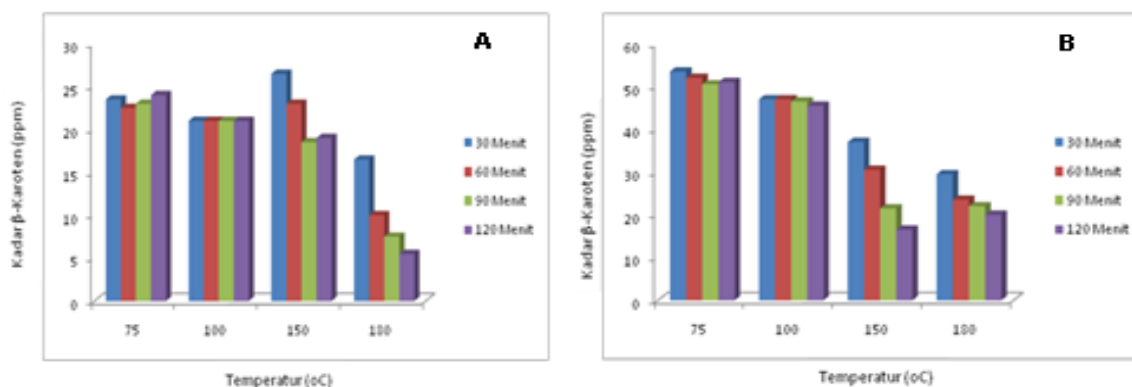 A
Kadar β-Karoten (ppm)
30
25
20
15
10
5
0
75 100 150 180
Temperatur (oC)
30 Menit
60 Menit
90 Menit
120 Menit
B
Kadar β-Karoten (ppm)
60
50
40
30
20
10
0
75 100 150 180
Temperatur (oC)
30 Menit
60 Menit
90 Menit
120 Menit